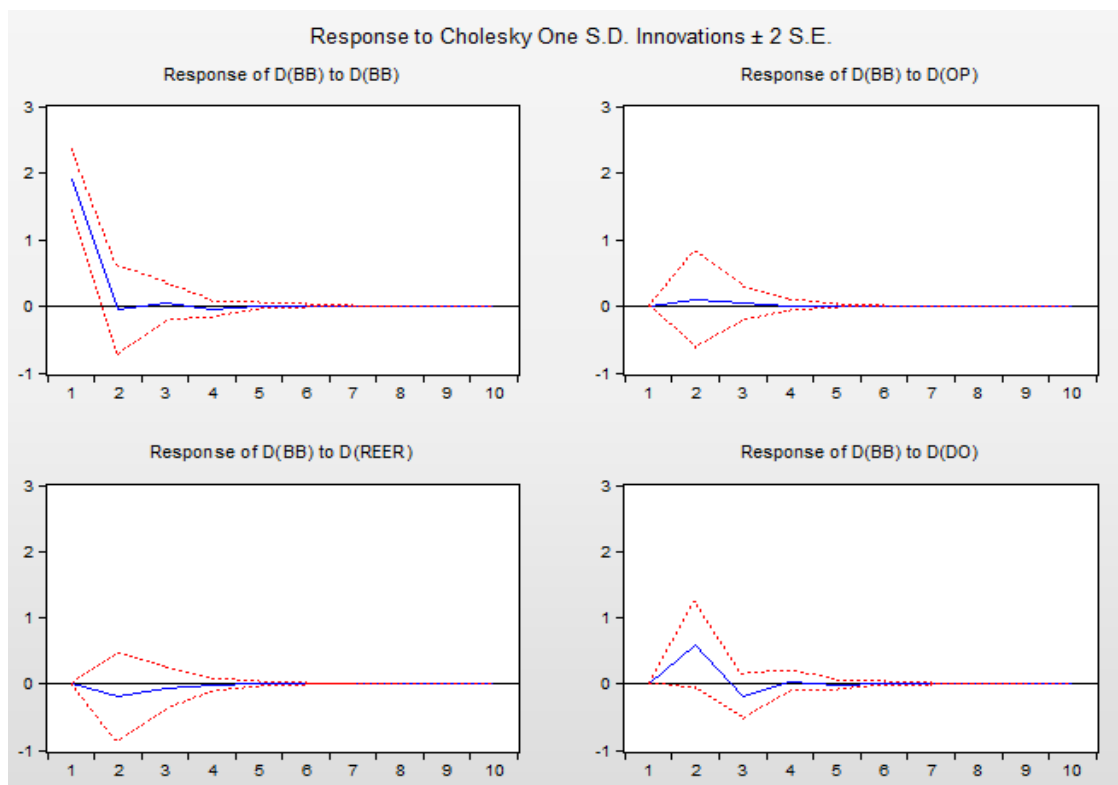 Response to Cholesky One S.D. Innovations ± 2 S.E.
Response of D(BB) to D(BB)
3
2
1
0
-1
1 2 3 4 5 6 7 8 9 10
Response of D(BB) to D(OP)
3
2
1
0
-1
1 2 3 4 5 6 7 8 9 10
Response of D(BB) to D(REER)
3
2
1
0
-1
1 2 3 4 5 6 7 8 9 10
Response of D(BB) to D(DO)
3
2
1
0
-1
1 2 3 4 5 6 7 8 9 10